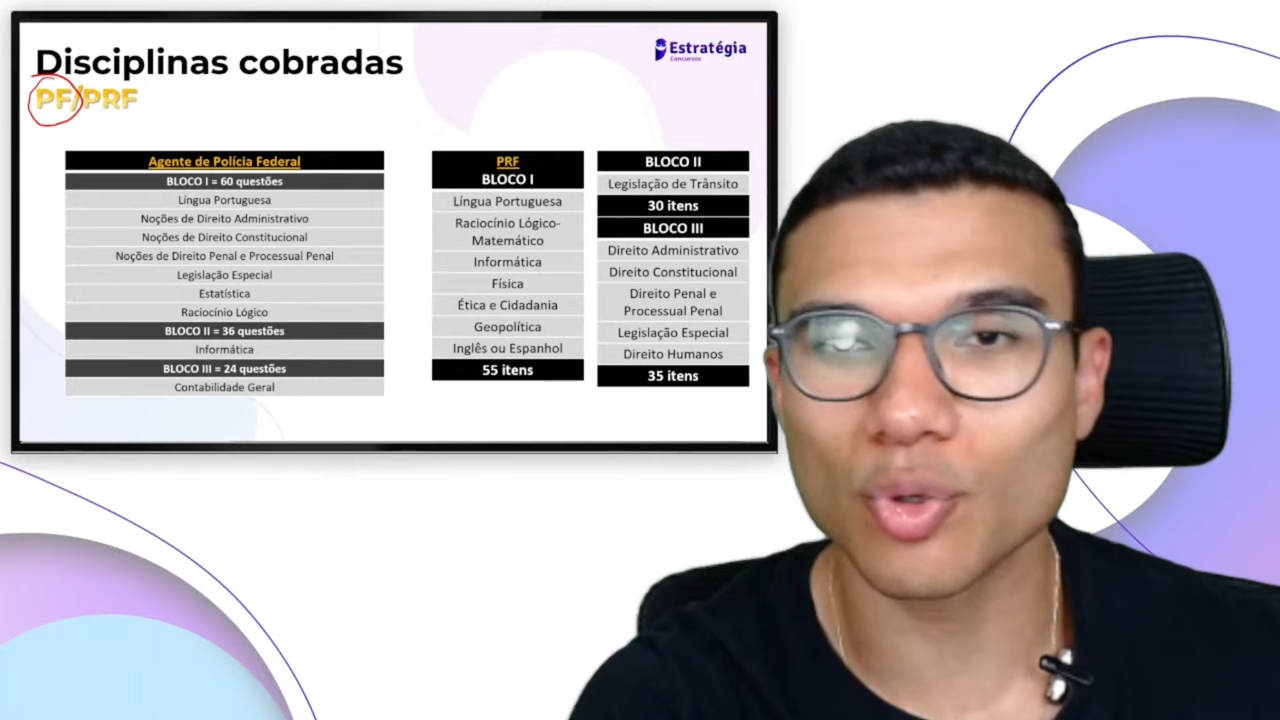 Disciplinas cobradas
PF/PRF
Estratégia
Concursos
Agente de Polícia Federal
BLOCO I = 60 questões
Língua Portuguesa
Noções de Direito Administrativo
Noções de Direito Constitucional
Noções de Direito Penal e Processual Penal
Legislação Especial
Estatística
Raciocínio Lógico
BLOCO II = 36 questões
Informática
BLOCO III = 24 questões
Contabilidade Geral
PRF
BLOCO I
Língua Portuguesa
Raciocínio Lógico-
Matemático
Informática
Física
Ética e Cidadania
Geopolítica
Inglês ou Espanhol
55 itens
BLOCO II
Legislação de Trânsito
30 itens
BLOCO III
Direito Administrativo
Direito Constitucional
Direito Penal e
Processual Penal
Legislação Especial
Direito Humanos
35 itens